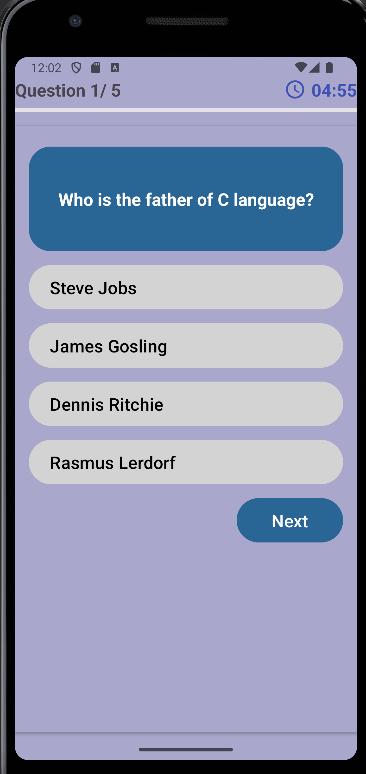 12:02
Question 1/ 5
04:55
Who is the father of C language?
Steve Jobs
James Gosling
Dennis Ritchie
Rasmus Lerdorf
Next